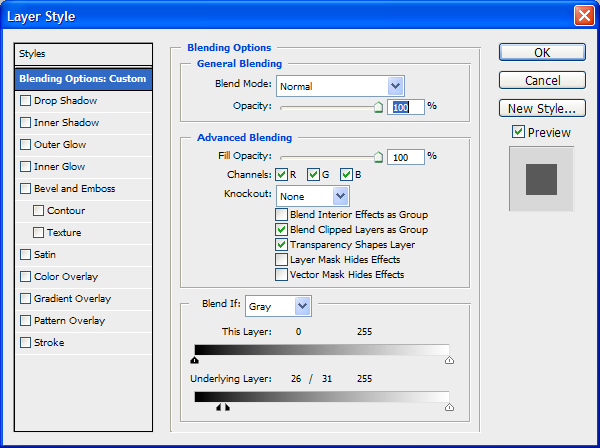 Layer Style
Styles
Blending Options: Custom
Drop Shadow
Inner Shadow
Outer Glow
Inner Glow
Bevel and Emboss
Contour
Texture
Satin
Color Overlay
Gradient Overlay
Pattern Overlay
Stroke
Blending Options
General Blending
Blend Mode: Normal
Opacity: 100 %
Advanced Blending
Fill Opacity: 100 %
Channels: R G B
Knockout: None
Blend Interior Effects as Group
Blend Clipped Layers as Group
Transparency Shapes Layer
Layer Mask Hides Effects
Vector Mask Hides Effects
Blend If: Gray
This Layer: 0 255
Underlying Layer: 26 / 31 255
OK
Cancel
New Style...
Preview